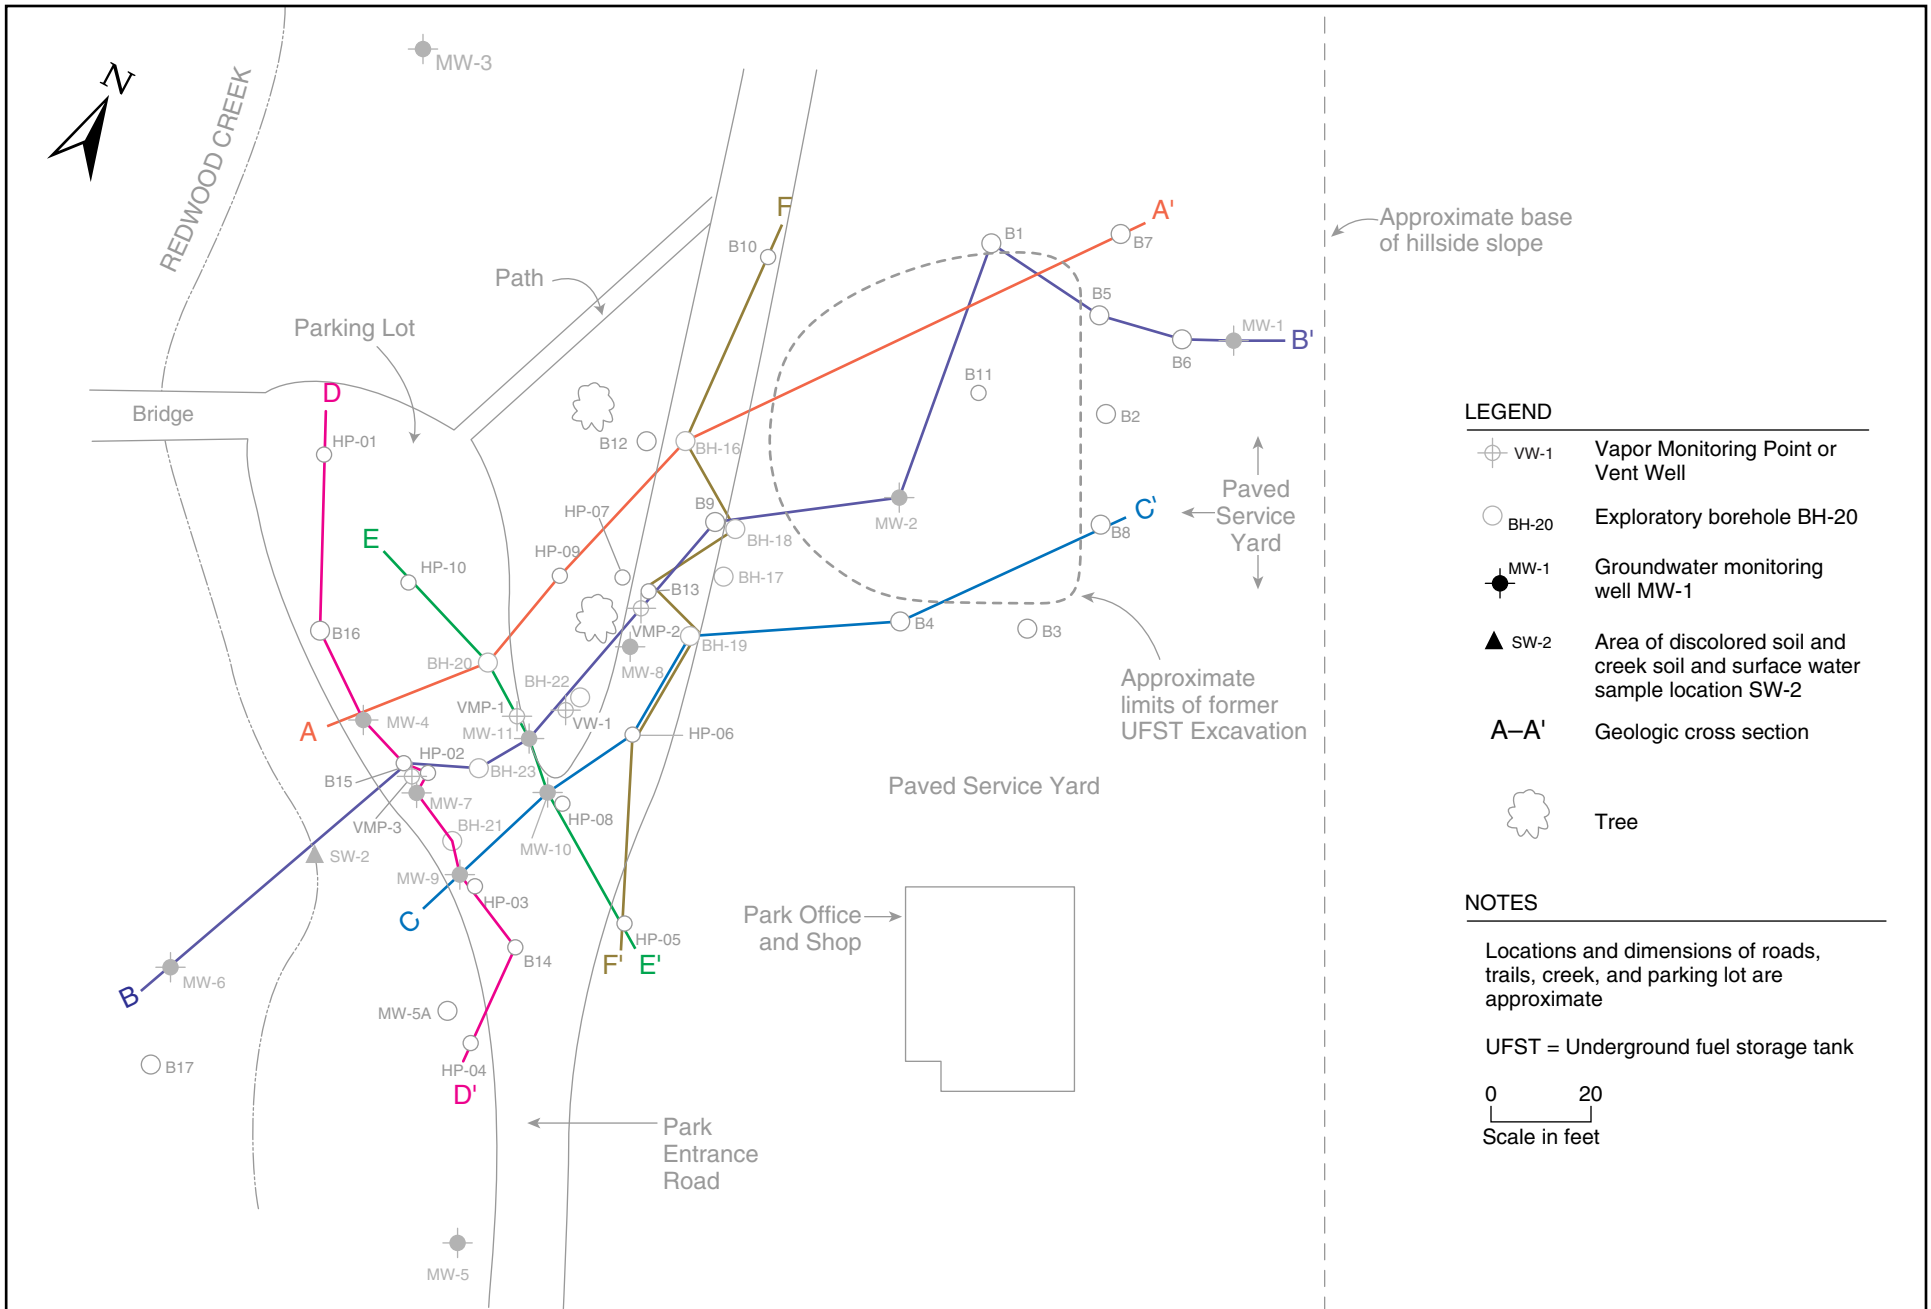 N
REDWOOD CREEK
MW-3
Path
Parking Lot
Bridge
F
B10
B1
A'
B7
Approximate base
of hillside slope
B5
MW-1
B'
B6
B11
B2
D
HP-01
B12
BH-16
B9
MW-2
BH-18
HP-07
C'
B8
Paved
Service
Yard
E
HP-10
HP-09
BH-17
B13
VMP-2
B16
BH-19
B4
B3
BH-20
MW-8
BH-22
VMP-1
VW-1
A
MW-4
MW-11
HP-06
Approximate
limits of former
UFST Excavation
HP-02
B15
BH-23
MW-7
VMP-3
HP-08
BH-21
MW-10
Paved Service Yard
SW-2
MW-9
HP-03
C
B14
HP-05
F'
E'
Park Office
and Shop
B
MW-6
MW-5A
B17
HP-04
D'
Park
Entrance
Road
MW-5
LEGEND
VW-1
Vapor Monitoring Point or
Vent Well
BH-20
Exploratory borehole BH-20
MW-1
Groundwater monitoring
well MW-1
SW-2
Area of discolored soil and
creek soil and surface water
sample location SW-2
A–A'
Geologic cross section
Tree
NOTES
Locations and dimensions of roads,
trails, creek, and parking lot are
approximate
UFST = Underground fuel storage tank
0 20
Scale in feet